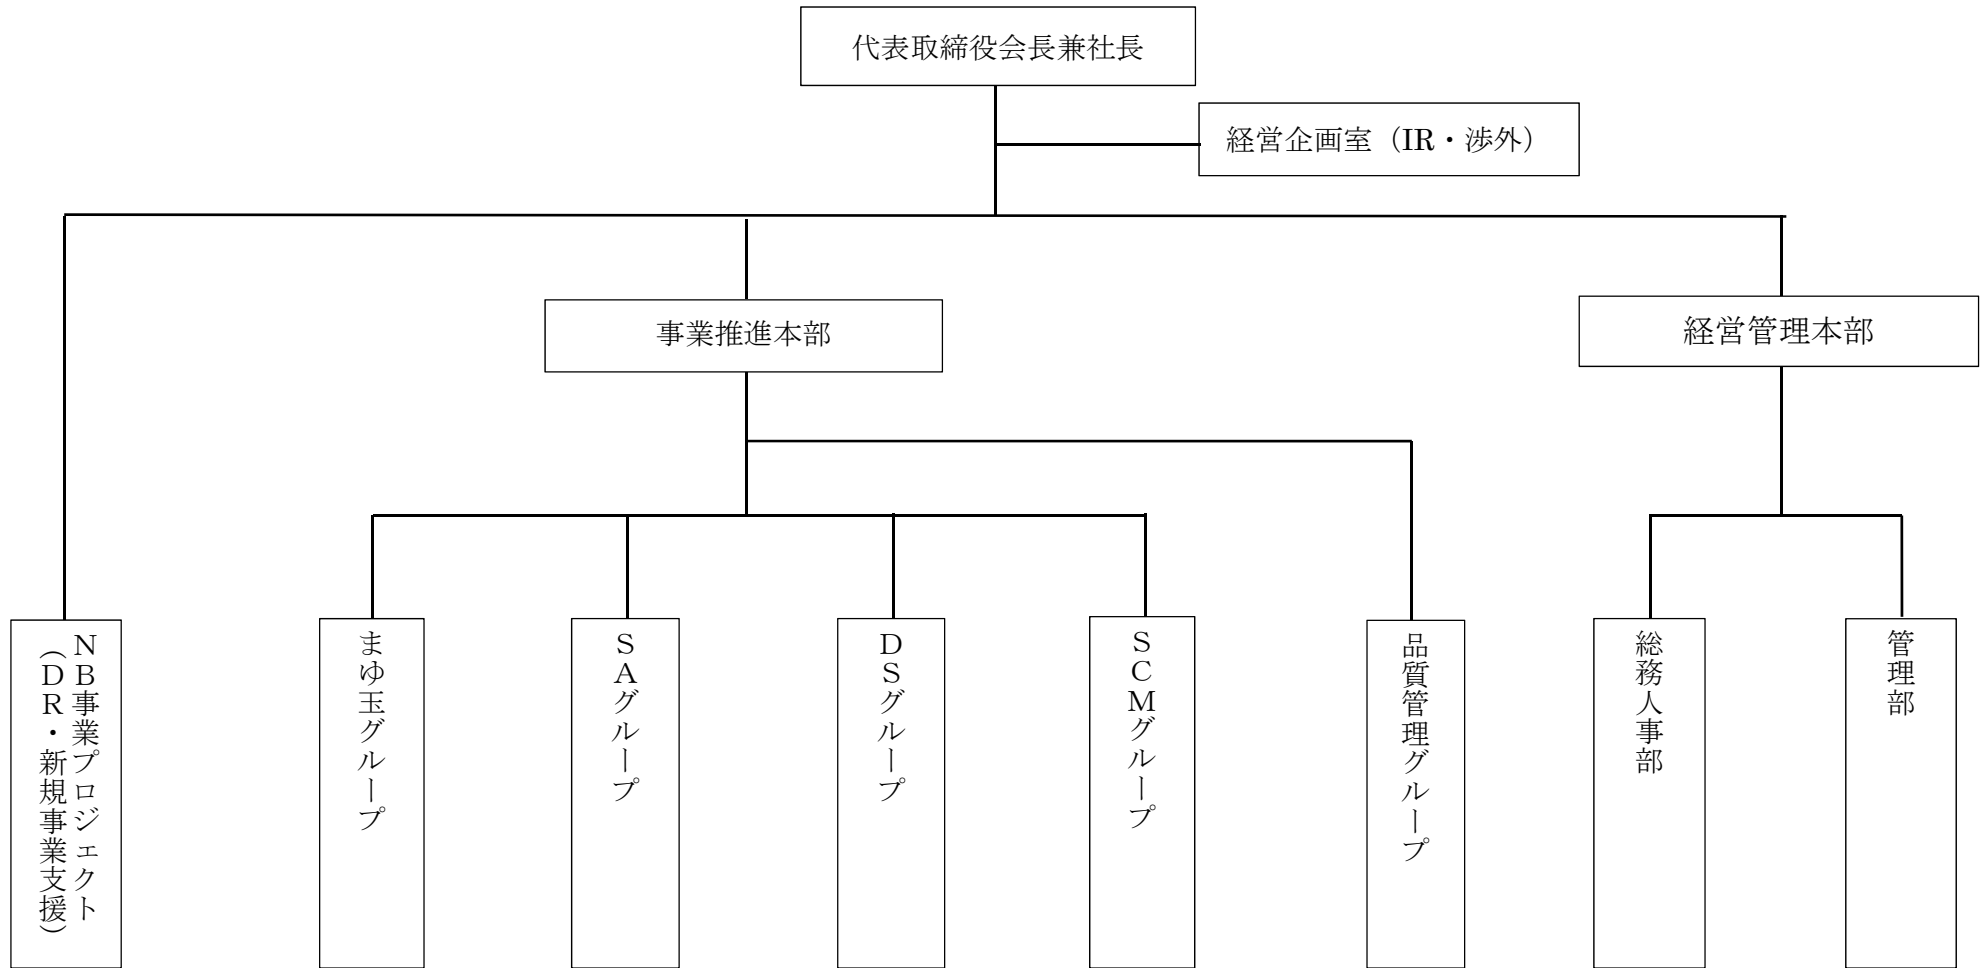 代表取締役会長兼社長
経営企画室（IR・渉外）
事業推進本部
経営管理本部
ＮＢ事業プロジェクト
（ＤＲ・新規事業支援）
まゆ玉グループ
ＳＡグループ
ＤＳグループ
ＳＣＭグループ
品質管理グループ
総務人事部
管理部